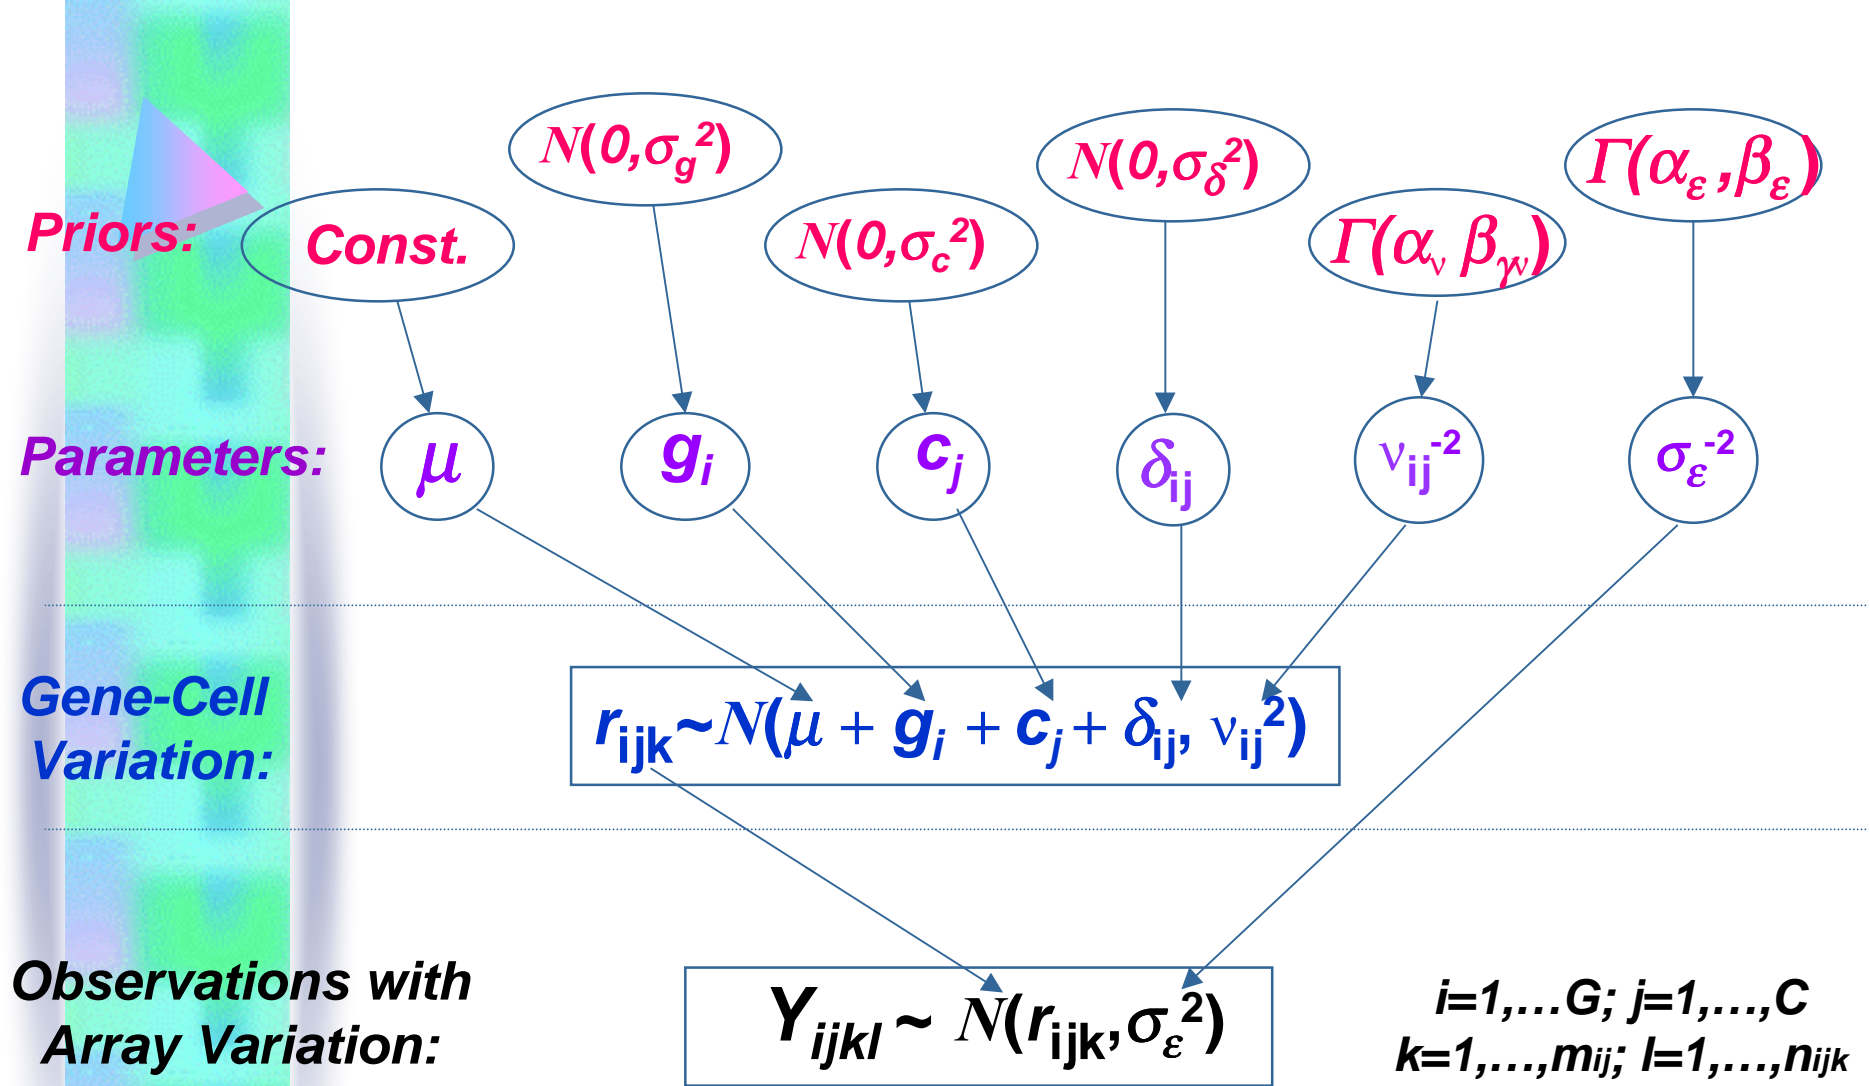 Priors:
Const.
N(0,σg²)
N(0,σc²)
N(0,σδ²)
Γ(αν βγν)
Γ(αε,βε)
Parameters:
μ
gi
cj
δij
νij⁻²
σε⁻²
Gene-Cell
Variation:
rijk~N(μ + gi + cj + δij, νij²)
Observations with
Array Variation:
Yijkl ~ N(rijk,σε²)
i=1,...G; j=1,...,C
k=1,...,mij; l=1,...,nijk